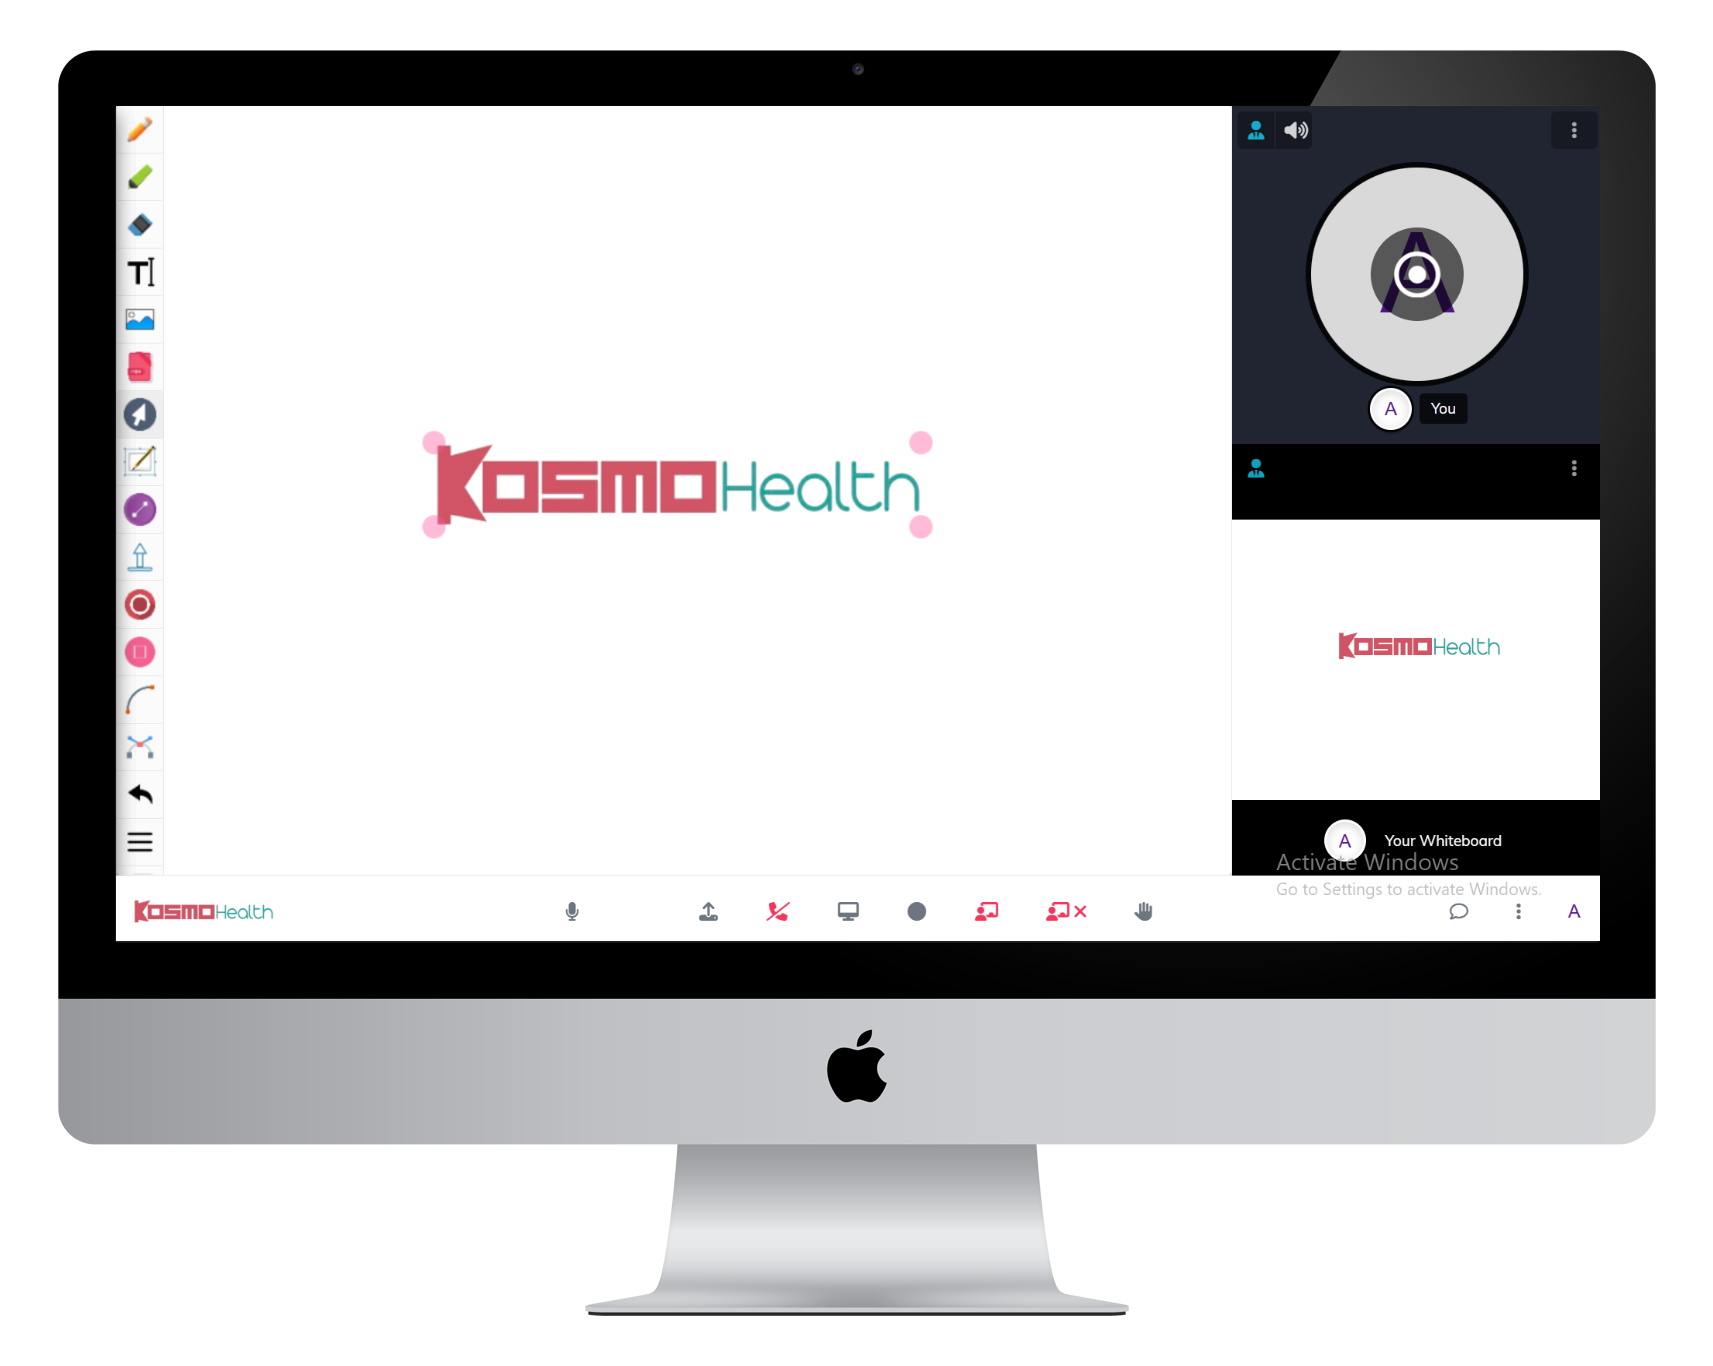 T
KOSMOHealth
A
A
You
KOSMOHealth
A
Your Whiteboard
Activate Windows
Go to Settings to activate Windows.
KOSMOHealth
A